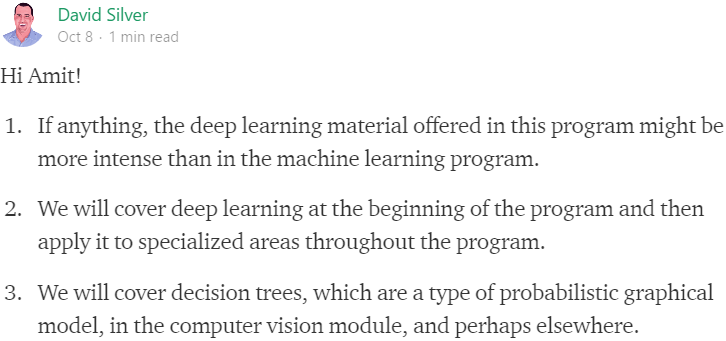 David Silver
Oct 8 · 1 min read
Hi Amit!
1. If anything, the deep learning material offered in this program might be
more intense than in the machine learning program.
2. We will cover deep learning at the beginning of the program and then
apply it to specialized areas throughout the program.
3. We will cover decision trees, which are a type of probabilistic graphical
model, in the computer vision module, and perhaps elsewhere.